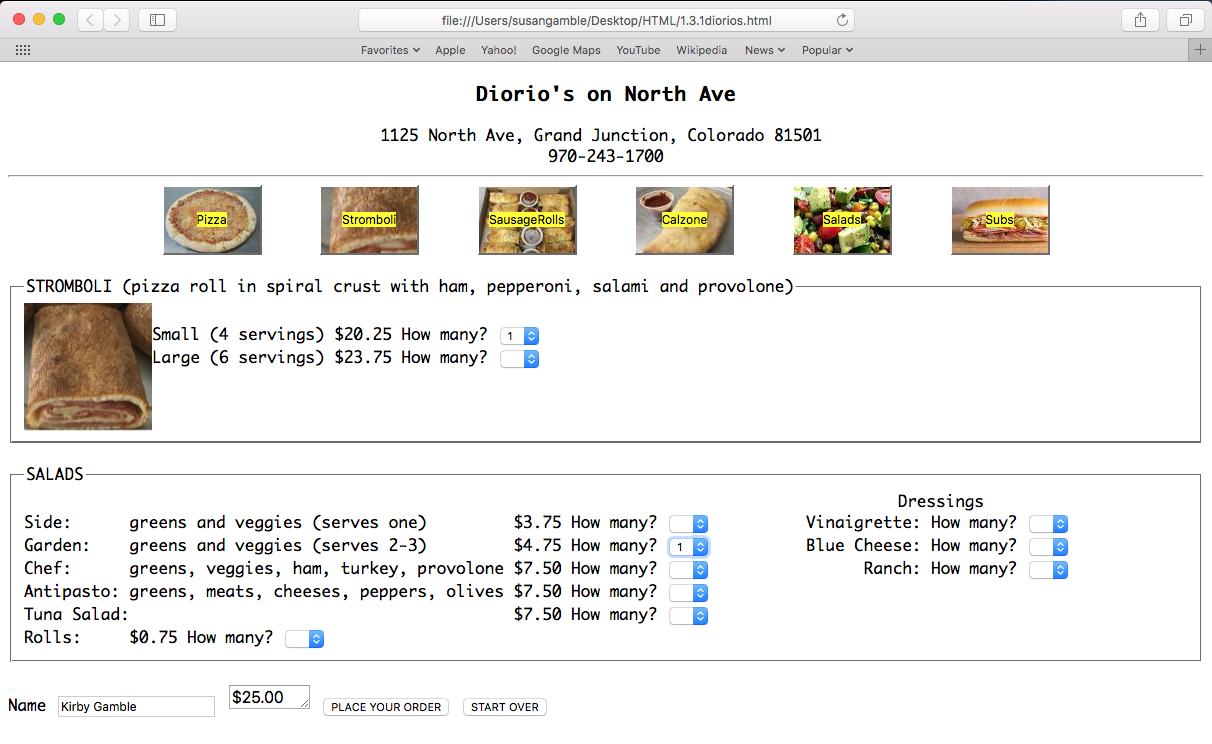 file:///Users/susangamble/Desktop/HTML/1.3.1diorios.html
Favorites Apple Yahoo! Google Maps YouTube Wikipedia News Popular
Diorio's on North Ave
1125 North Ave, Grand Junction, Colorado 81501
970-243-1700
Pizza Stromboli SausageRolls Calzone Salads Subs
STROMBOLI (pizza roll in spiral crust with ham, pepperoni, salami and provolone)
Small (4 servings) $20.25 How many? 1
Large (6 servings) $23.75 How many?
SALADS
Dressings
Side: greens and veggies (serves one) $3.75 How many? Vinaigrette: How many?
Garden: greens and veggies (serves 2-3) $4.75 How many? 1 Blue Cheese: How many?
Chef: greens, veggies, ham, turkey, provolone $7.50 How many? Ranch: How many?
Antipasto: greens, meats, cheeses, peppers, olives $7.50 How many?
Tuna Salad: $7.50 How many?
Rolls: $0.75 How many?
Name Kirby Gamble $25.00 PLACE YOUR ORDER START OVER